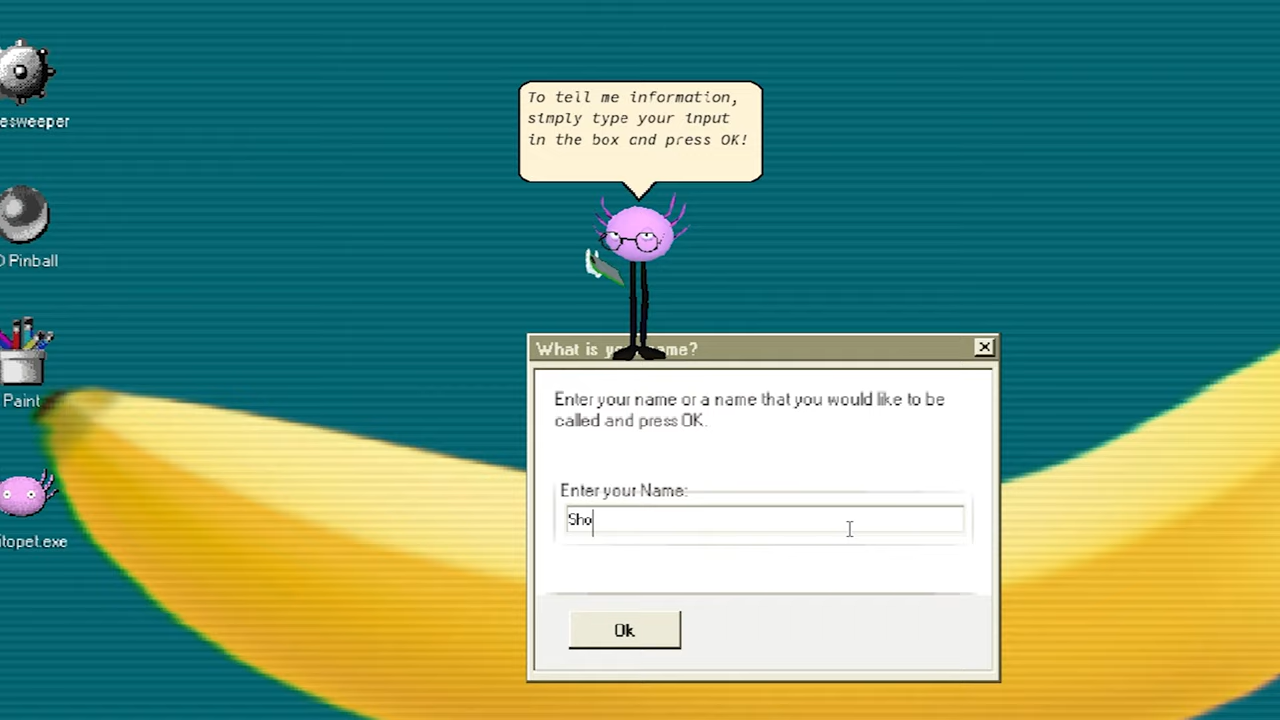 To tell me information,
simply type your input
in the box and press OK!
esweeper
D Pinball
Paint
itopet.exe
What is your name?
Enter your name or a name that you would like to be
called and press OK.
Enter your Name:
Sho
Ok